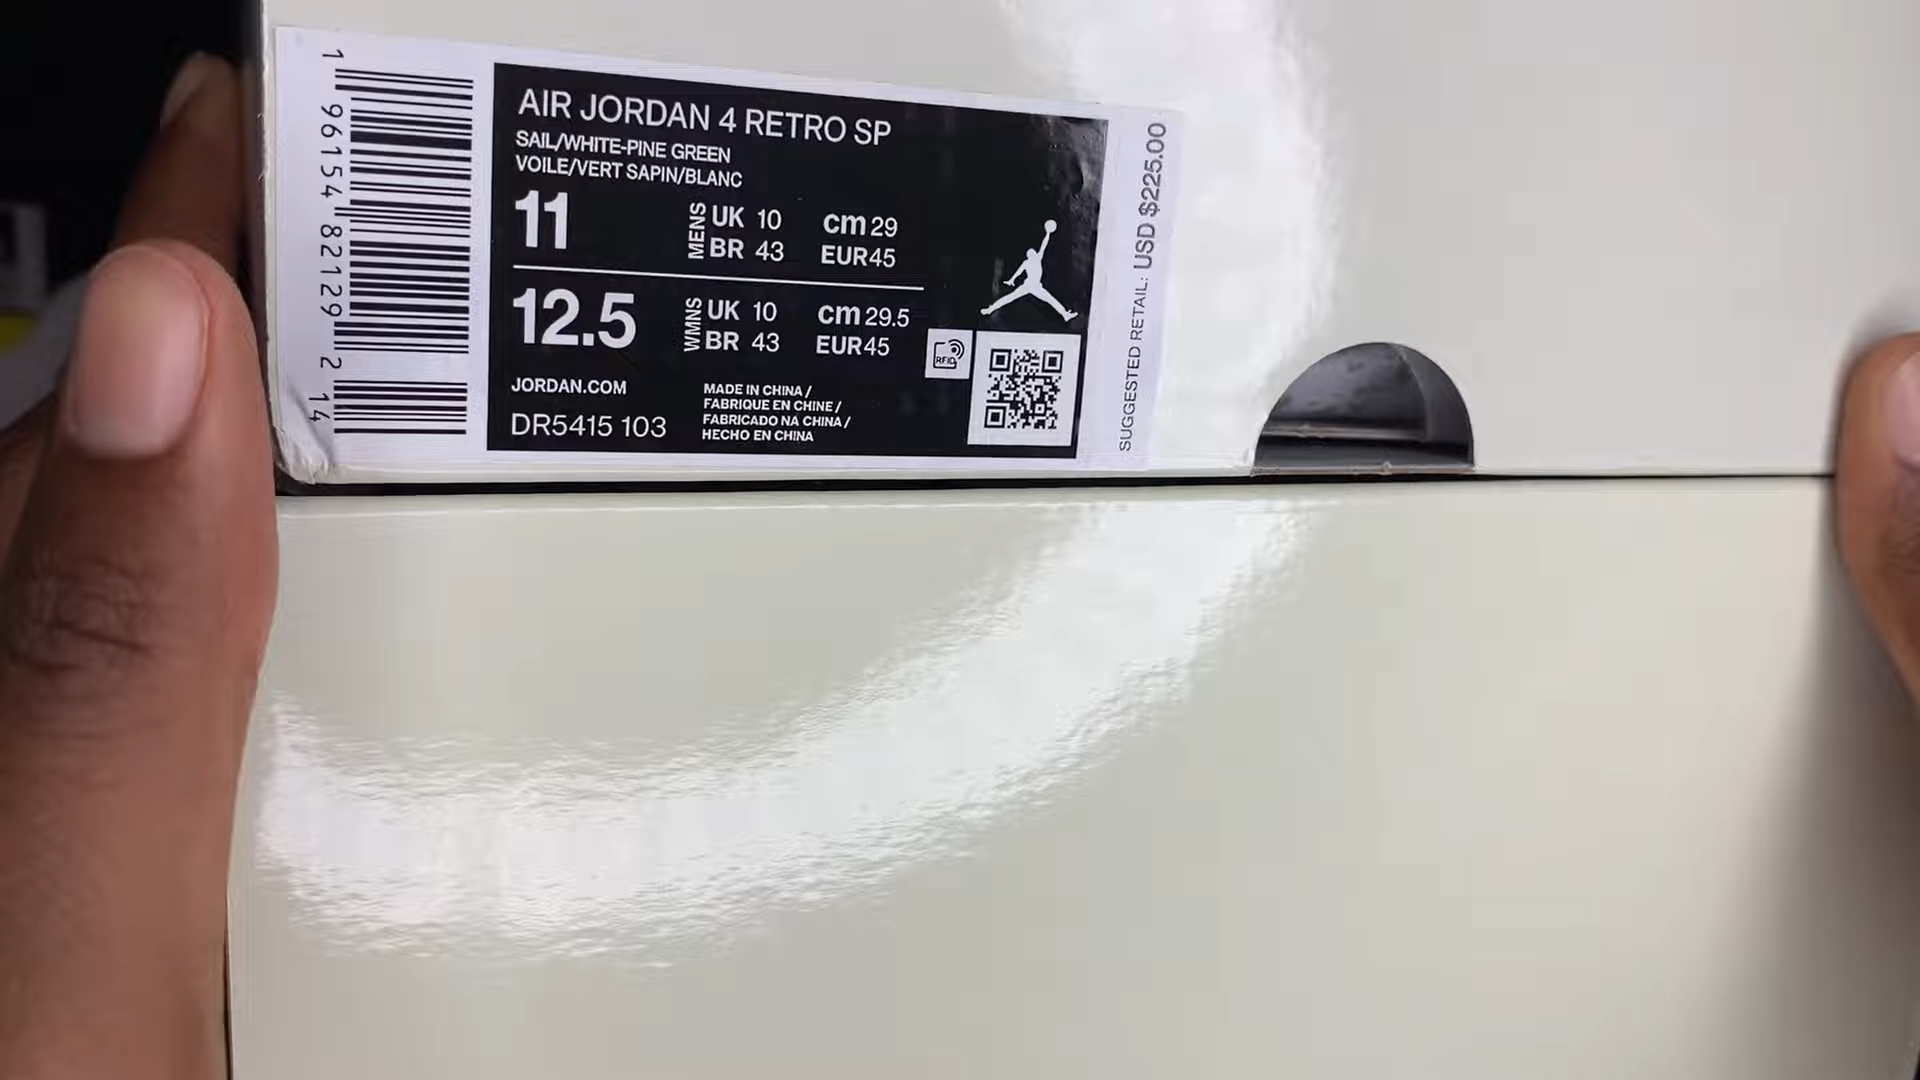 1 96154 82129 2 14
AIR JORDAN 4 RETRO SP
SAIL/WHITE-PINE GREEN
VOILE/VERT SAPIN/BLANC
11 MENS UK 10 cm 29
BR 43 EUR 45
12.5 WMNS UK 10 cm 29.5
BR 43 EUR 45
RFID
JORDAN.COM
DR5415 103
MADE IN CHINA /
FABRIQUE EN CHINE /
FABRICADO NA CHINA /
HECHO EN CHINA
SUGGESTED RETAIL: USD $225.00